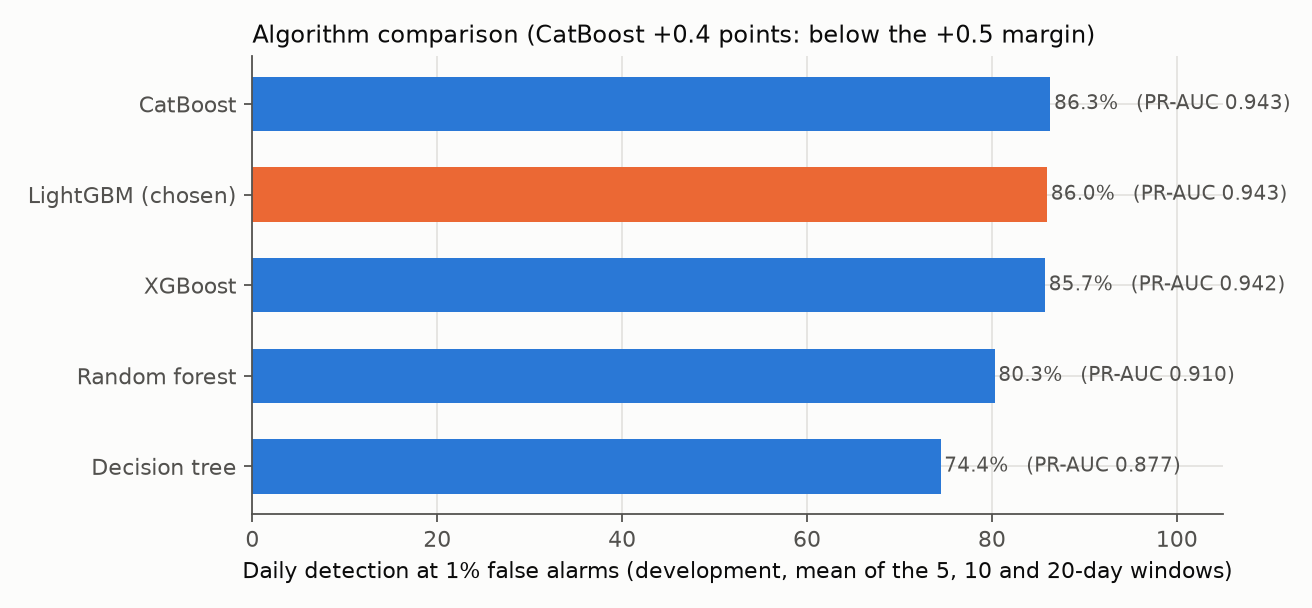 Algorithm comparison (CatBoost +0.4 points: below the +0.5 margin)
CatBoost 86.3% (PR-AUC 0.943)
LightGBM (chosen) 86.0% (PR-AUC 0.943)
XGBoost 85.7% (PR-AUC 0.942)
Random forest 80.3% (PR-AUC 0.910)
Decision tree 74.4% (PR-AUC 0.877)
0 20 40 60 80 100
Daily detection at 1% false alarms (development, mean of the 5, 10 and 20-day windows)